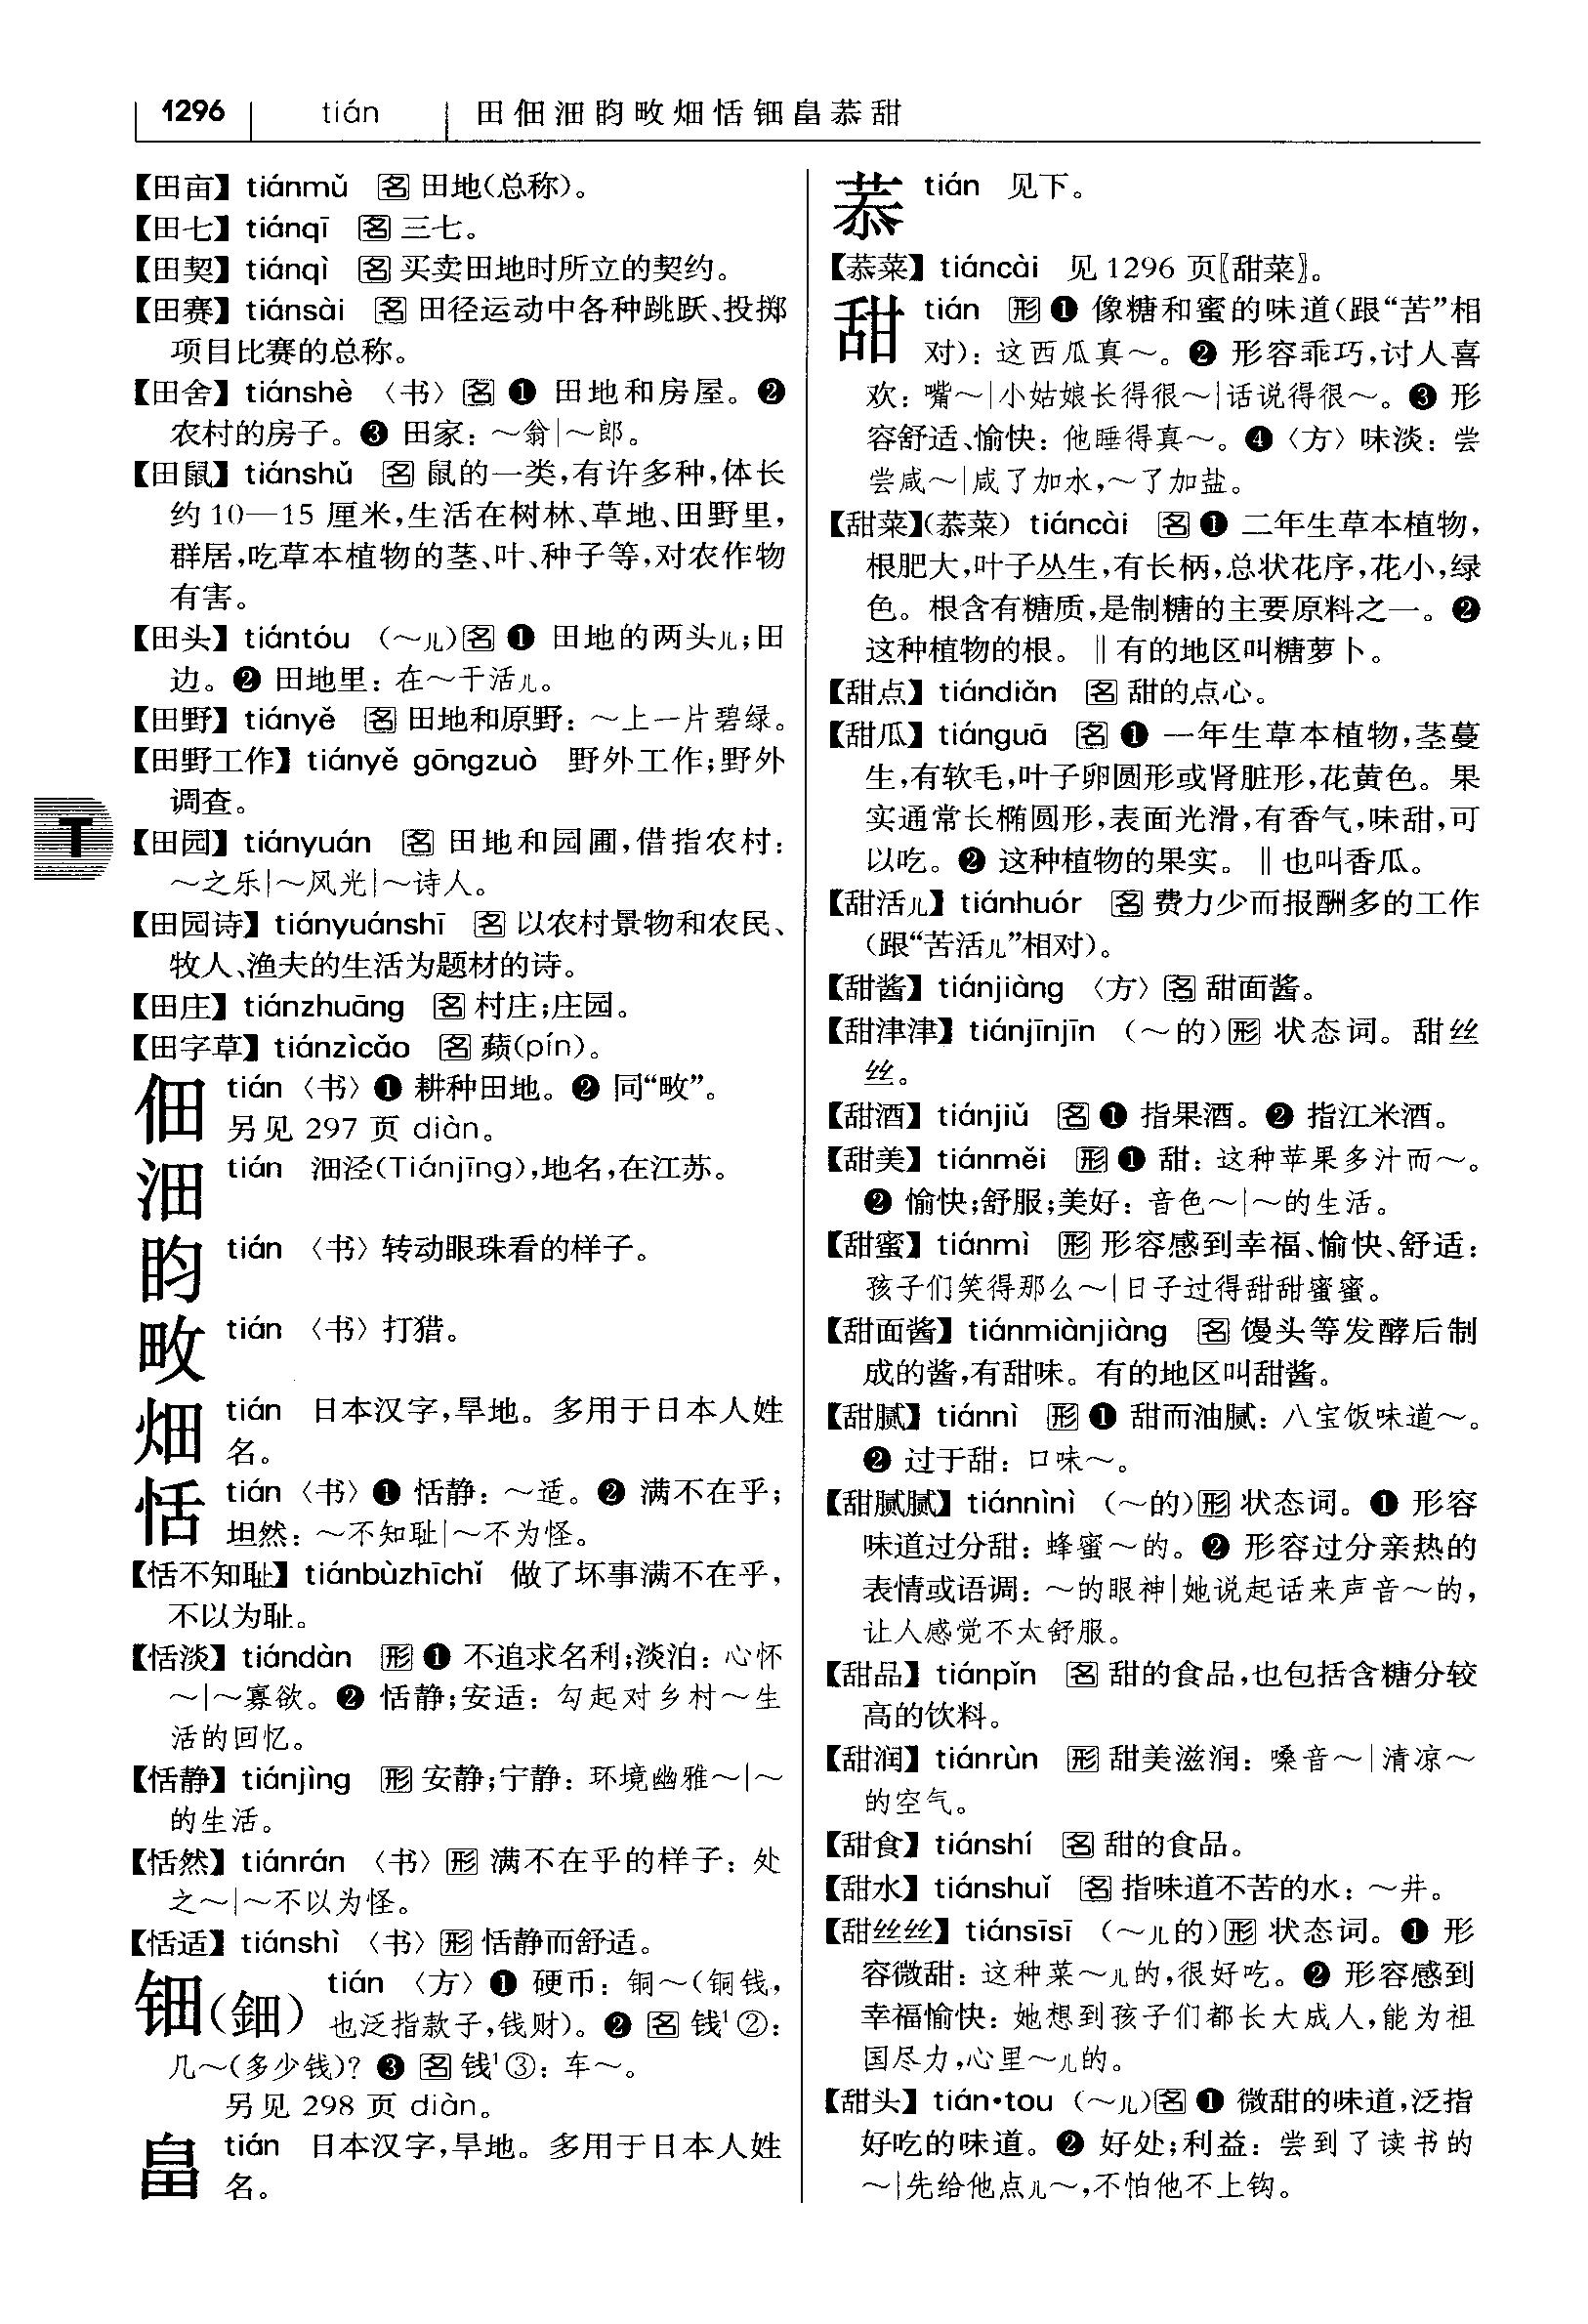 1296 tián 田佃沺盷畋畑恬钿畠菾甜
【田亩】tiánmǔ 名 田地(总称)。
【田七】tiánqī 名 三七。
【田契】tiánqì 名 买卖田地时所立的契约。
【田赛】tiánsài 名 田径运动中各种跳跃、投掷
项目比赛的总称。
【田舍】tiánshè 〈书〉名 ❶ 田地和房屋。❷
农村的房子。❸ 田家：～翁|～郎。
【田鼠】tiánshǔ 名 鼠的一类,有许多种,体长
约10—15 厘米,生活在树林、草地、田野里,
群居,吃草本植物的茎、叶、种子等,对农作物
有害。
【田头】tiántóu (～儿)名 ❶ 田地的两头儿;田
边。❷ 田地里：在～干活儿。
【田野】tiányě 名 田地和原野：～上一片碧绿。
【田野工作】tiányě gōngzuò 野外工作;野外
调查。
T
【田园】tiányuán 名 田地和园圃,借指农村：
～之乐|～风光|～诗人。
【田园诗】tiányuánshī 名 以农村景物和农民、
牧人、渔夫的生活为题材的诗。
【田庄】tiánzhuāng 名 村庄;庄园。
【田字草】tiánzìcǎo 名 蘋(pín)。
佃 tián 〈书〉❶ 耕种田地。❷ 同“畋”。
另见 297 页 diàn。
沺 tián 沺泾(Tiánjīng),地名,在江苏。
盷 tián 〈书〉转动眼珠看的样子。
畋 tián 〈书〉打猎。
畑 tián 日本汉字,旱地。多用于日本人姓
名。
恬 tián 〈书〉❶ 恬静：～适。❷ 满不在乎;
坦然：～不知耻|～不为怪。
【恬不知耻】tiánbùzhīchǐ 做了坏事满不在乎,
不以为耻。
【恬淡】tiándàn 形 ❶ 不追求名利;淡泊：心怀
～|～寡欲。❷ 恬静;安适：勾起对乡村～生
活的回忆。
【恬静】tiánjìng 形 安静;宁静：环境幽雅～|～
的生活。
【恬然】tiánrán 〈书〉形 满不在乎的样子：处
之～|～不以为怪。
【恬适】tiánshì 〈书〉形 恬静而舒适。
钿(鈿) tián 〈方〉❶ 硬币：铜～(铜钱,
也泛指款子,钱财)。❷ 名 钱¹②：
几～(多少钱)? ❸ 名 钱¹③：车～。
另见 298 页 diàn。
畠 tián 日本汉字,旱地。多用于日本人姓
名。
菾 tián 见下。
【菾菜】tiáncài 见1296 页〖甜菜〗。
甜 tián 形 ❶ 像糖和蜜的味道(跟“苦”相
对)：这西瓜真～。❷ 形容乖巧,讨人喜
欢：嘴～|小姑娘长得很～|话说得很～。❸ 形
容舒适、愉快：他睡得真～。❹〈方〉味淡：尝
尝咸～|咸了加水,～了加盐。
【甜菜】(菾菜) tiáncài 名 ❶ 二年生草本植物,
根肥大,叶子丛生,有长柄,总状花序,花小,绿
色。根含有糖质,是制糖的主要原料之一。❷
这种植物的根。‖有的地区叫糖萝卜。
【甜点】tiándiǎn 名 甜的点心。
【甜瓜】tiánguā 名 ❶ 一年生草本植物,茎蔓
生,有软毛,叶子卵圆形或肾脏形,花黄色。果
实通常长椭圆形,表面光滑,有香气,味甜,可
以吃。❷ 这种植物的果实。‖也叫香瓜。
【甜活儿】tiánhuór 名 费力少而报酬多的工作
(跟“苦活儿”相对)。
【甜酱】tiánjiàng 〈方〉名 甜面酱。
【甜津津】tiánjīnjīn (～的)形 状态词。甜丝
丝。
【甜酒】tiánjiǔ 名 ❶ 指果酒。❷ 指江米酒。
【甜美】tiánměi 形 ❶ 甜：这种苹果多汁而～。
❷ 愉快;舒服;美好：音色～|～的生活。
【甜蜜】tiánmì 形 形容感到幸福、愉快、舒适：
孩子们笑得那么～|日子过得甜甜蜜蜜。
【甜面酱】tiánmiànjiàng 名 馒头等发酵后制
成的酱,有甜味。有的地区叫甜酱。
【甜腻】tiánnì 形 ❶ 甜而油腻：八宝饭味道～。
❷ 过于甜：口味～。
【甜腻腻】tiánnìnì (～的)形 状态词。❶ 形容
味道过分甜：蜂蜜～的。❷ 形容过分亲热的
表情或语调：～的眼神|她说起话来声音～的,
让人感觉不太舒服。
【甜品】tiánpǐn 名 甜的食品,也包括含糖分较
高的饮料。
【甜润】tiánrùn 形 甜美滋润：嗓音～|清凉～
的空气。
【甜食】tiánshí 名 甜的食品。
【甜水】tiánshuǐ 名 指味道不苦的水：～井。
【甜丝丝】tiánsīsī (～儿的)形 状态词。❶ 形
容微甜：这种菜～儿的,很好吃。❷ 形容感到
幸福愉快：她想到孩子们都长大成人,能为祖
国尽力,心里～儿的。
【甜头】tián•tou (～儿)名 ❶ 微甜的味道,泛指
好吃的味道。❷ 好处;利益：尝到了读书的
～|先给他点儿～,不怕他不上钩。